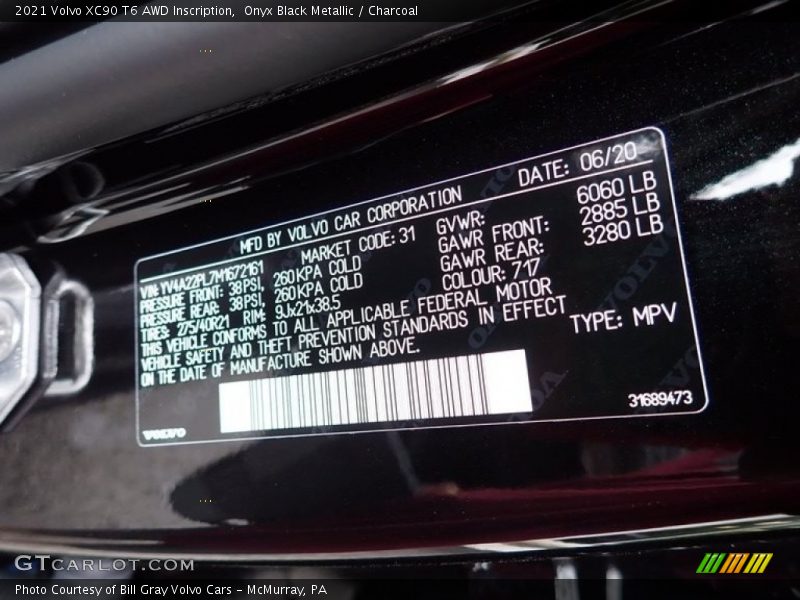 2021 Volvo XC90 T6 AWD Inscription,  Onyx Black Metallic / Charcoal
MFD BY VOLVO CAR CORPORATION DATE: 06/20
VIN: YV4A22PL7M1672161 MARKET CODE: 31 GVWR: 6060 LB
PRESSURE FRONT: 38PSI, 260KPA COLD GAWR FRONT: 2885 LB
PRESSURE REAR: 38PSI, 260KPA COLD GAWR REAR: 3280 LB
TIRES: 275/40R21 RIM: 9Jx21x38.5 COLOUR: 717
THIS VEHICLE CONFORMS TO ALL APPLICABLE FEDERAL MOTOR
VEHICLE SAFETY AND THEFT PREVENTION STANDARDS IN EFFECT
ON THE DATE OF MANUFACTURE SHOWN ABOVE. TYPE: MPV
31689473
VOLVO
GTCARLOT.COM
Photo Courtesy of Bill Gray Volvo Cars - McMurray, PA